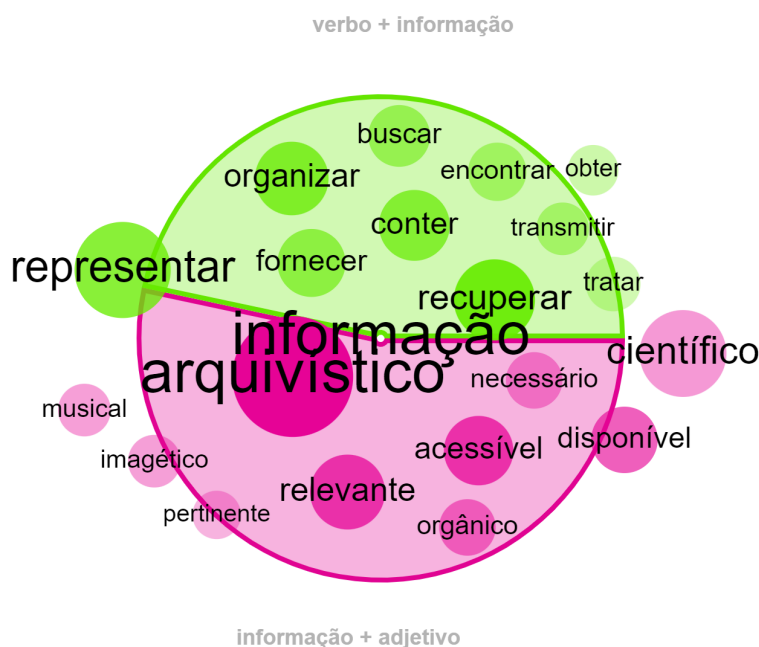 verbo + informação
buscar
organizar
encontrar
obter
conter
transmitir
fornecer
representar
tratar
recuperar
informação
científico
arquivístico
necessário
musical
disponível
acessível
imagético
relevante
pertinente
orgânico
informação + adjetivo